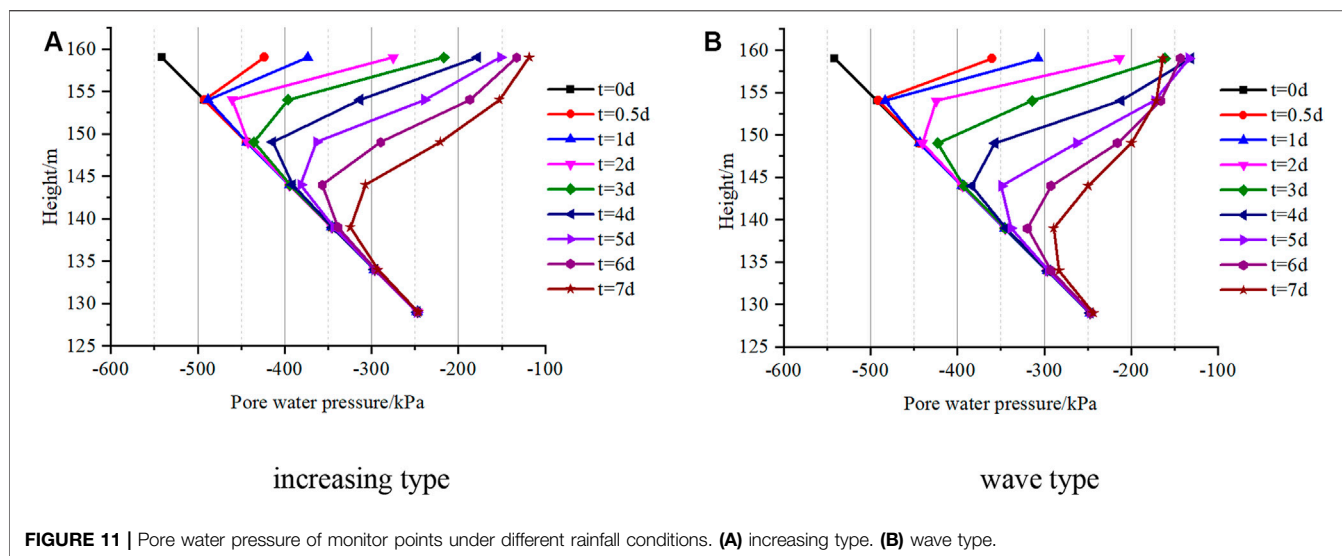 A
160
155
150
145
140
135
130
125
Height/m
-600 -500 -400 -300 -200 -100
Pore water pressure/kPa
t=0d
t=0.5d
t=1d
t=2d
t=3d
t=4d
t=5d
t=6d
t=7d
increasing type
B
160
155
150
145
140
135
130
125
Height/m
-600 -500 -400 -300 -200 -100
Pore water pressure/kPa
t=0d
t=0.5d
t=1d
t=2d
t=3d
t=4d
t=5d
t=6d
t=7d
wave type
FIGURE 11 | Pore water pressure of monitor points under different rainfall conditions. (A) increasing type. (B) wave type.